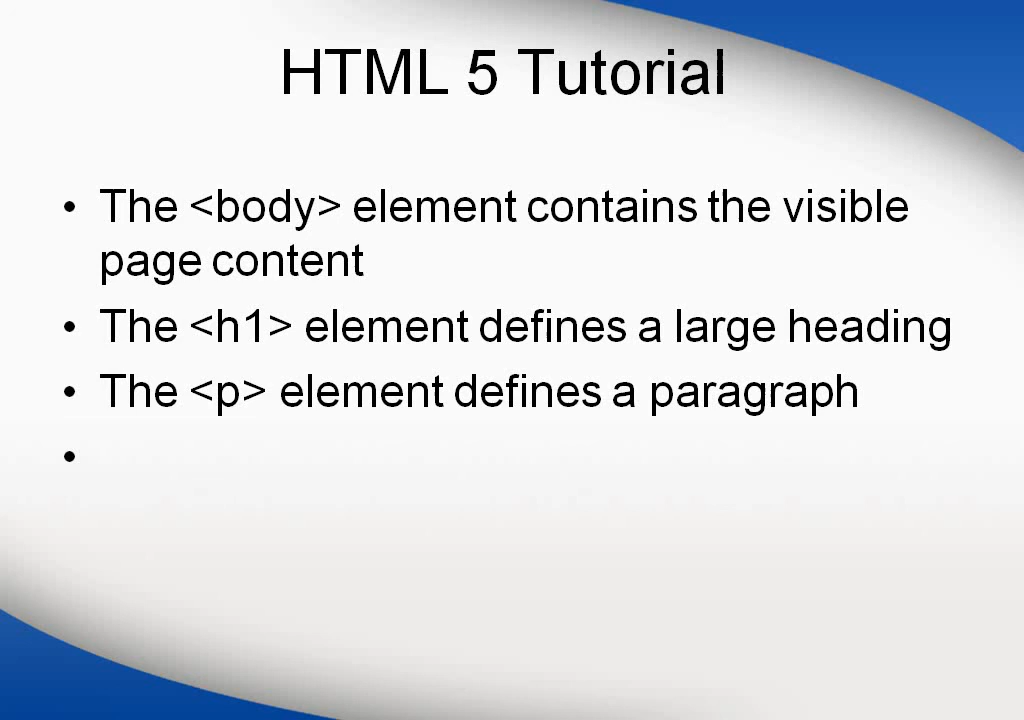 HTML 5 Tutorial
• The <body> element contains the visible
page content
• The <h1> element defines a large heading
• The <p> element defines a paragraph
•